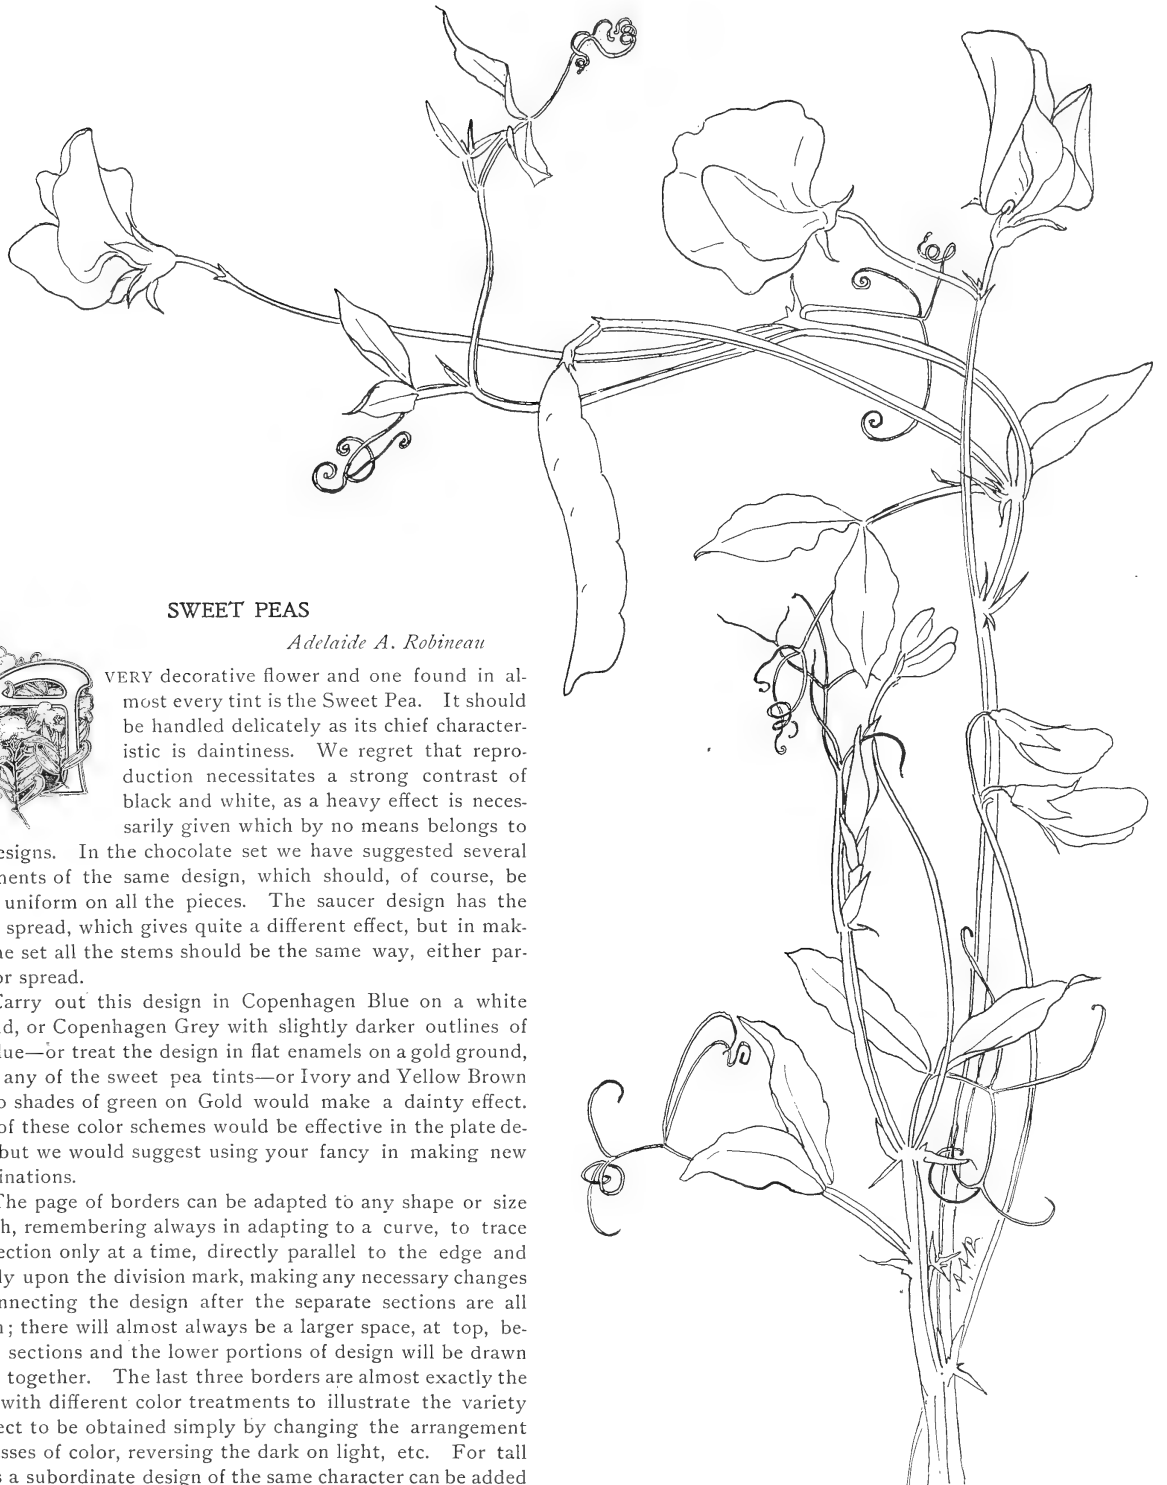 SWEET PEAS
Adelaide A. Robineau
VERY decorative flower and one found in al-
most every tint is the Sweet Pea. It should
be handled delicately as its chief character-
istic is daintiness. We regret that repro-
duction necessitates a strong contrast of
black and white, as a heavy effect is neces-
sarily given which by no means belongs to
esigns. In the chocolate set we have suggested several
nents of the same design, which should, of course, be
uniform on all the pieces. The saucer design has the
spread, which gives quite a different effect, but in mak-
ne set all the stems should be the same way, either par-
or spread.
Carry out this design in Copenhagen Blue on a white
d, or Copenhagen Grey with slightly darker outlines of
lue—or treat the design in flat enamels on a gold ground,
any of the sweet pea tints—or Ivory and Yellow Brown
o shades of green on Gold would make a dainty effect.
of these color schemes would be effective in the plate de-
but we would suggest using your fancy in making new
inations.
The page of borders can be adapted to any shape or size
h, remembering always in adapting to a curve, to trace
ection only at a time, directly parallel to the edge and
ly upon the division mark, making any necessary changes
nnecting the design after the separate sections are all
n; there will almost always be a larger space, at top, be-
sections and the lower portions of design will be drawn
together. The last three borders are almost exactly the
with different color treatments to illustrate the variety
ect to be obtained simply by changing the arrangement
sses of color, reversing the dark on light, etc. For tall
s a subordinate design of the same character can be added